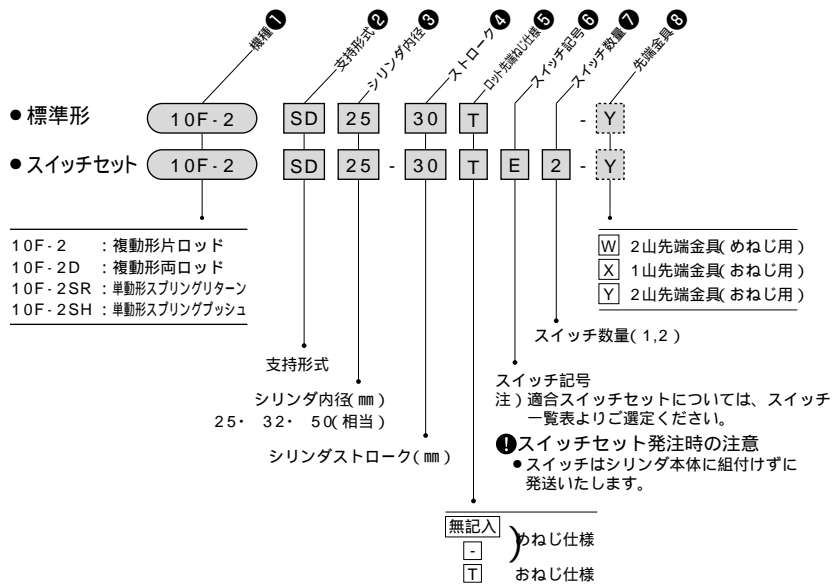 機種❶
支持形式❷
シリンダ内径❸
ストローク❹
ロット先端ねじ仕様❺
スイッチ記号❻
スイッチ数量❼
先端金具❽
●標準形 10F-2 SD 25 30 T -Y
●スイッチセット 10F-2 SD 25 - 30 T E 2 - Y
10F-2 :複動形片ロッド
10F-2D :複動形両ロッド
10F-2SR :単動形スプリングリターン
10F-2SH :単動形スプリングプッシュ
W 2山先端金具(めねじ用)
X 1山先端金具(おねじ用)
Y 2山先端金具(おねじ用)
スイッチ数量(1,2)
支持形式
スイッチ記号
注)適合スイッチセットについては、スイッチ
一覧表よりご選定ください。
シリンダ内径(㎜)
25・ 32・ 50(相当)
❗スイッチセット発注時の注意
●スイッチはシリンダ本体に組付けずに
発送いたします。
シリンダストローク(㎜)
無記入
-
)めねじ仕様
T おねじ仕様